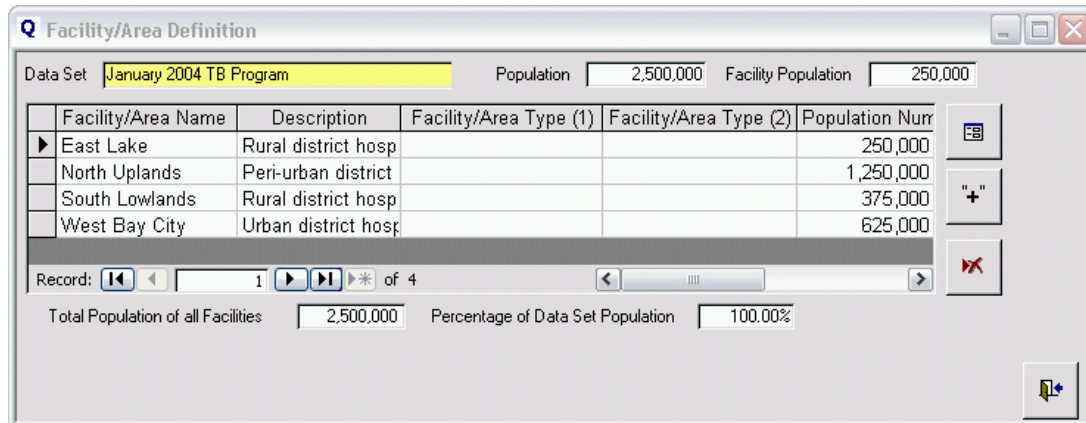 Q Facility/Area Definition
Data Set January 2004 TB Program Population 2,500,000 Facility Population 250,000
Facility/Area Name Description Facility/Area Type (1) Facility/Area Type (2) Population Num
East Lake Rural district hosp 250,000
North Uplands Peri-urban district 1,250,000
South Lowlands Rural district hosp 375,000
West Bay City Urban district hosp 625,000
"+"
Record: 1 of 4
Total Population of all Facilities 2,500,000 Percentage of Data Set Population 100.00%